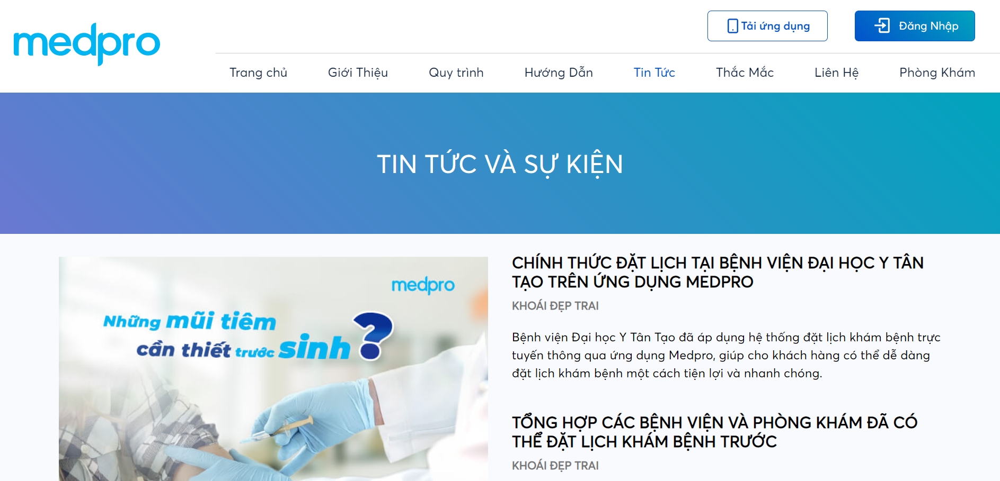 medpro
Tải ứng dụng
Đăng Nhập
Trang chủ
Giới Thiệu
Quy trình
Hướng Dẫn
Tin Tức
Thắc Mắc
Liên Hệ
Phòng Khám
TIN TỨC VÀ SỰ KIỆN
medpro
Những mũi tiêm
cần thiết trước sinh?
CHÍNH THỨC ĐẶT LỊCH TẠI BỆNH VIỆN ĐẠI HỌC Y TÂN
TẠO TRÊN ỨNG DỤNG MEDPRO
KHOÁI ĐẸP TRAI
Bệnh viện Đại học Y Tân Tạo đã áp dụng hệ thống đặt lịch khám bệnh trực
tuyến thông qua ứng dụng Medpro, giúp cho khách hàng có thể dễ dàng
đặt lịch khám bệnh một cách tiện lợi và nhanh chóng.
TỔNG HỢP CÁC BỆNH VIỆN VÀ PHÒNG KHÁM ĐÃ CÓ
THỂ ĐẶT LỊCH KHÁM BỆNH TRƯỚC
KHOÁI ĐẸP TRAI